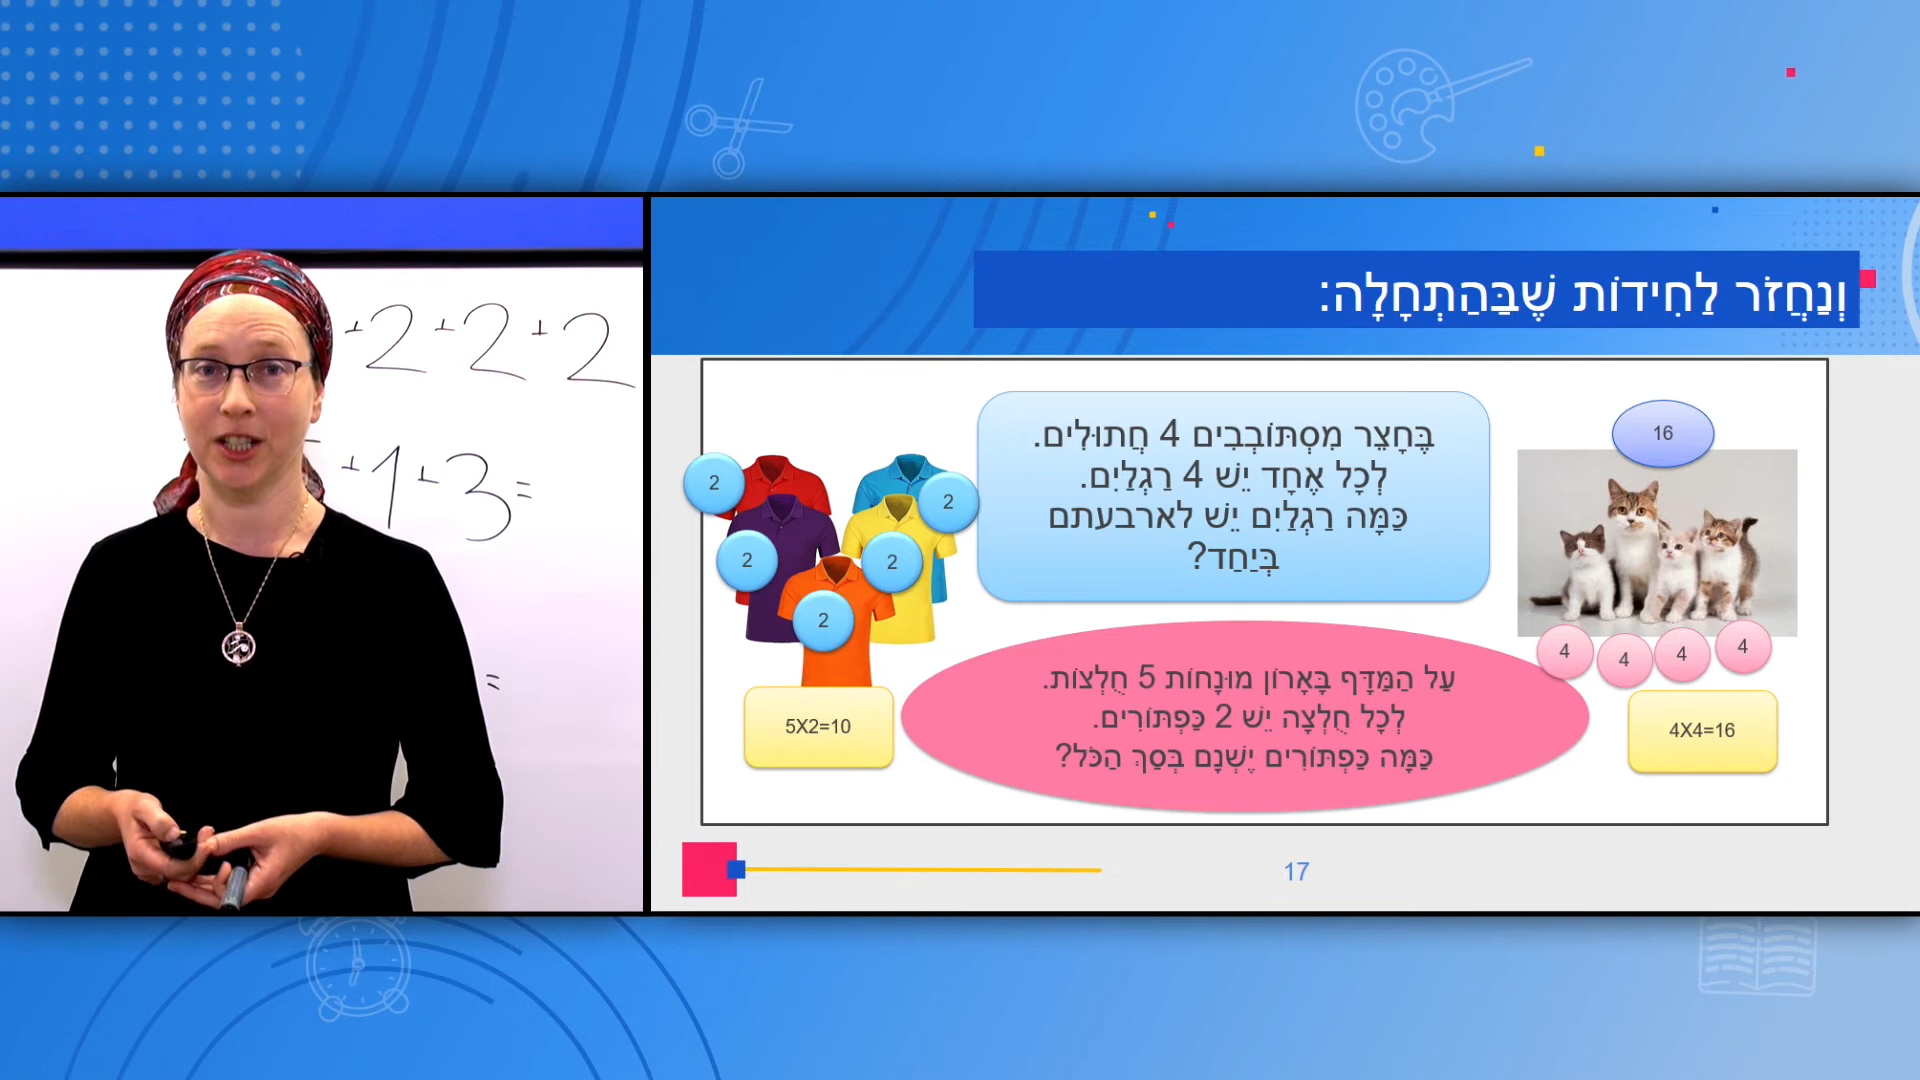 +2+2+2
+1+3=
=
וְנַחֲזֹר לַחִידוֹת שֶׁבַּהַתְחָלָה:
בֶּחָצֵר מִסְתּוֹבְבִים 4 חֲתוּלִים.
לְכָל אֶחָד יֵשׁ 4 רַגְלַיִם.
כַּמָּה רַגְלַיִם יֵשׁ לארבעתם
בְּיַחַד?
16
4 4 4 4
4X4=16
עַל הַמַּדָּף בָּאָרוֹן מוּנָחוֹת 5 חֻלְצוֹת.
לְכָל חֻלְצָה יֵשׁ 2 כַּפְתּוֹרִים.
כַּמָּה כַּפְתּוֹרִים יֶשְׁנָם בְּסַךְ הַכֹּל?
2
2
2
2
2
5X2=10
17